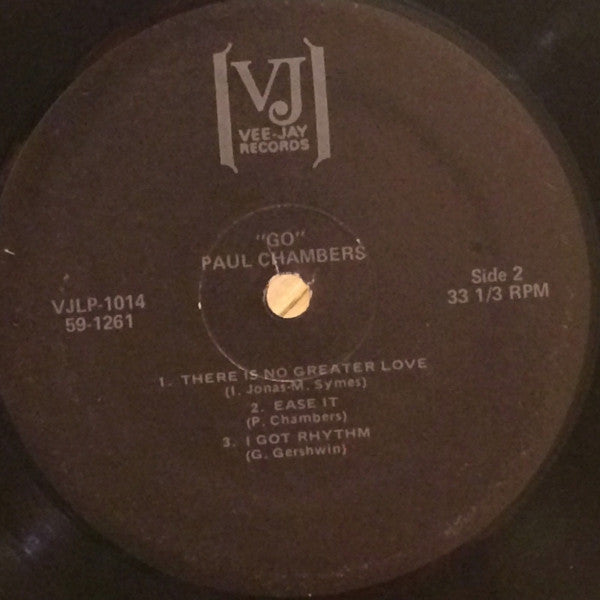 VJ
VEE-JAY
RECORDS
"GO"
PAUL CHAMBERS
VJLP-1014
59-1261
Side 2
33 1/3 RPM
1. THERE IS NO GREATER LOVE
(I. Jonas-M. Symes)
2. EASE IT
(P. Chambers)
3. I GOT RHYTHM
(G. Gershwin)